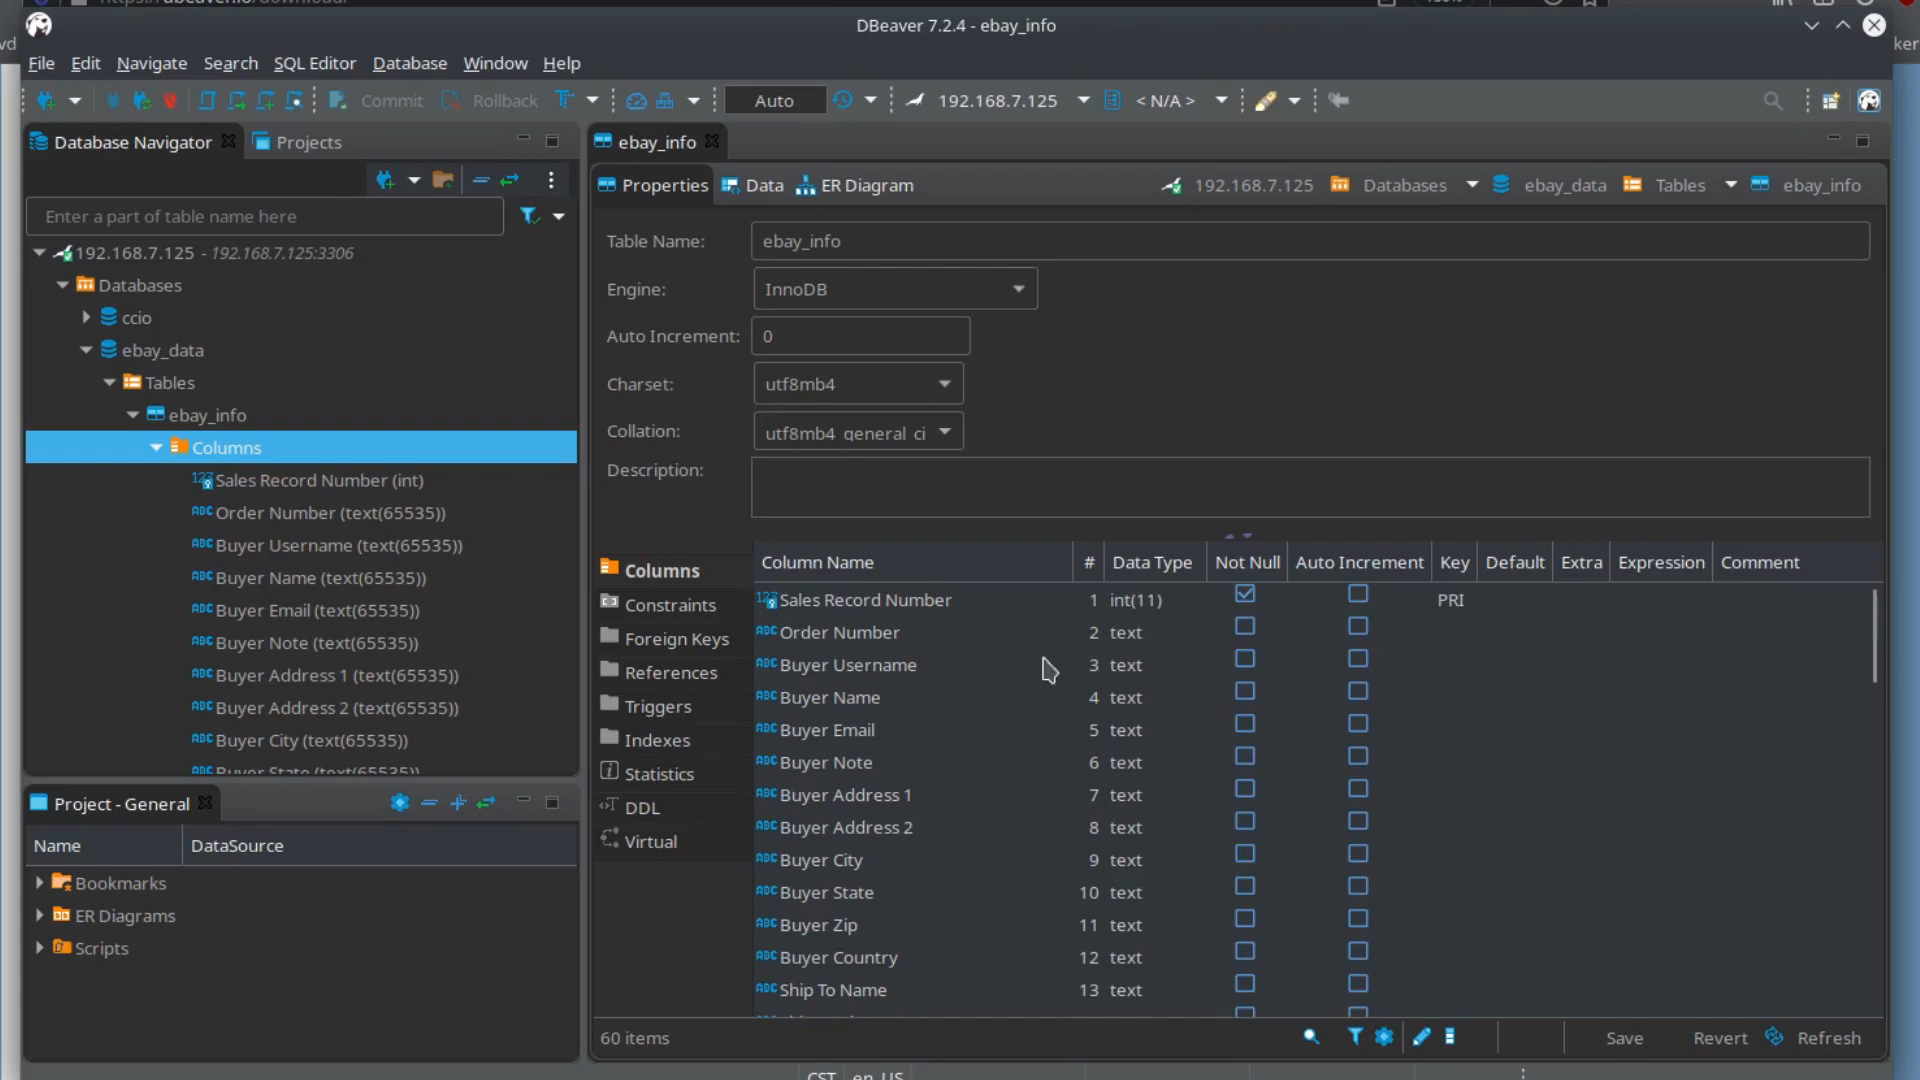 https://dbeaver.io/download/
DBeaver 7.2.4 - ebay_info
File Edit Navigate Search SQL Editor Database Window Help
Commit Rollback Auto 192.168.7.125 < N/A >
Database Navigator Projects
Enter a part of table name here
192.168.7.125 - 192.168.7.125:3306
Databases
ccio
ebay_data
Tables
ebay_info
Columns
Sales Record Number (int)
Order Number (text(65535))
Buyer Username (text(65535))
Buyer Name (text(65535))
Buyer Email (text(65535))
Buyer Note (text(65535))
Buyer Address 1 (text(65535))
Buyer Address 2 (text(65535))
Buyer City (text(65535))
Buyer State (text(65535))
Project - General
Name DataSource
Bookmarks
ER Diagrams
Scripts
ebay_info
Properties Data ER Diagram 192.168.7.125 Databases ebay_data Tables ebay_info
Table Name: ebay_info
Engine: InnoDB
Auto Increment: 0
Charset: utf8mb4
Collation: utf8mb4_general_ci
Description:
Columns
Constraints
Foreign Keys
References
Triggers
Indexes
Statistics
DDL
Virtual
Column Name # Data Type Not Null Auto Increment Key Default Extra Expression Comment
Sales Record Number 1 int(11) PRI
Order Number 2 text
Buyer Username 3 text
Buyer Name 4 text
Buyer Email 5 text
Buyer Note 6 text
Buyer Address 1 7 text
Buyer Address 2 8 text
Buyer City 9 text
Buyer State 10 text
Buyer Zip 11 text
Buyer Country 12 text
Ship To Name 13 text
60 items Save Revert Refresh
CST en_US